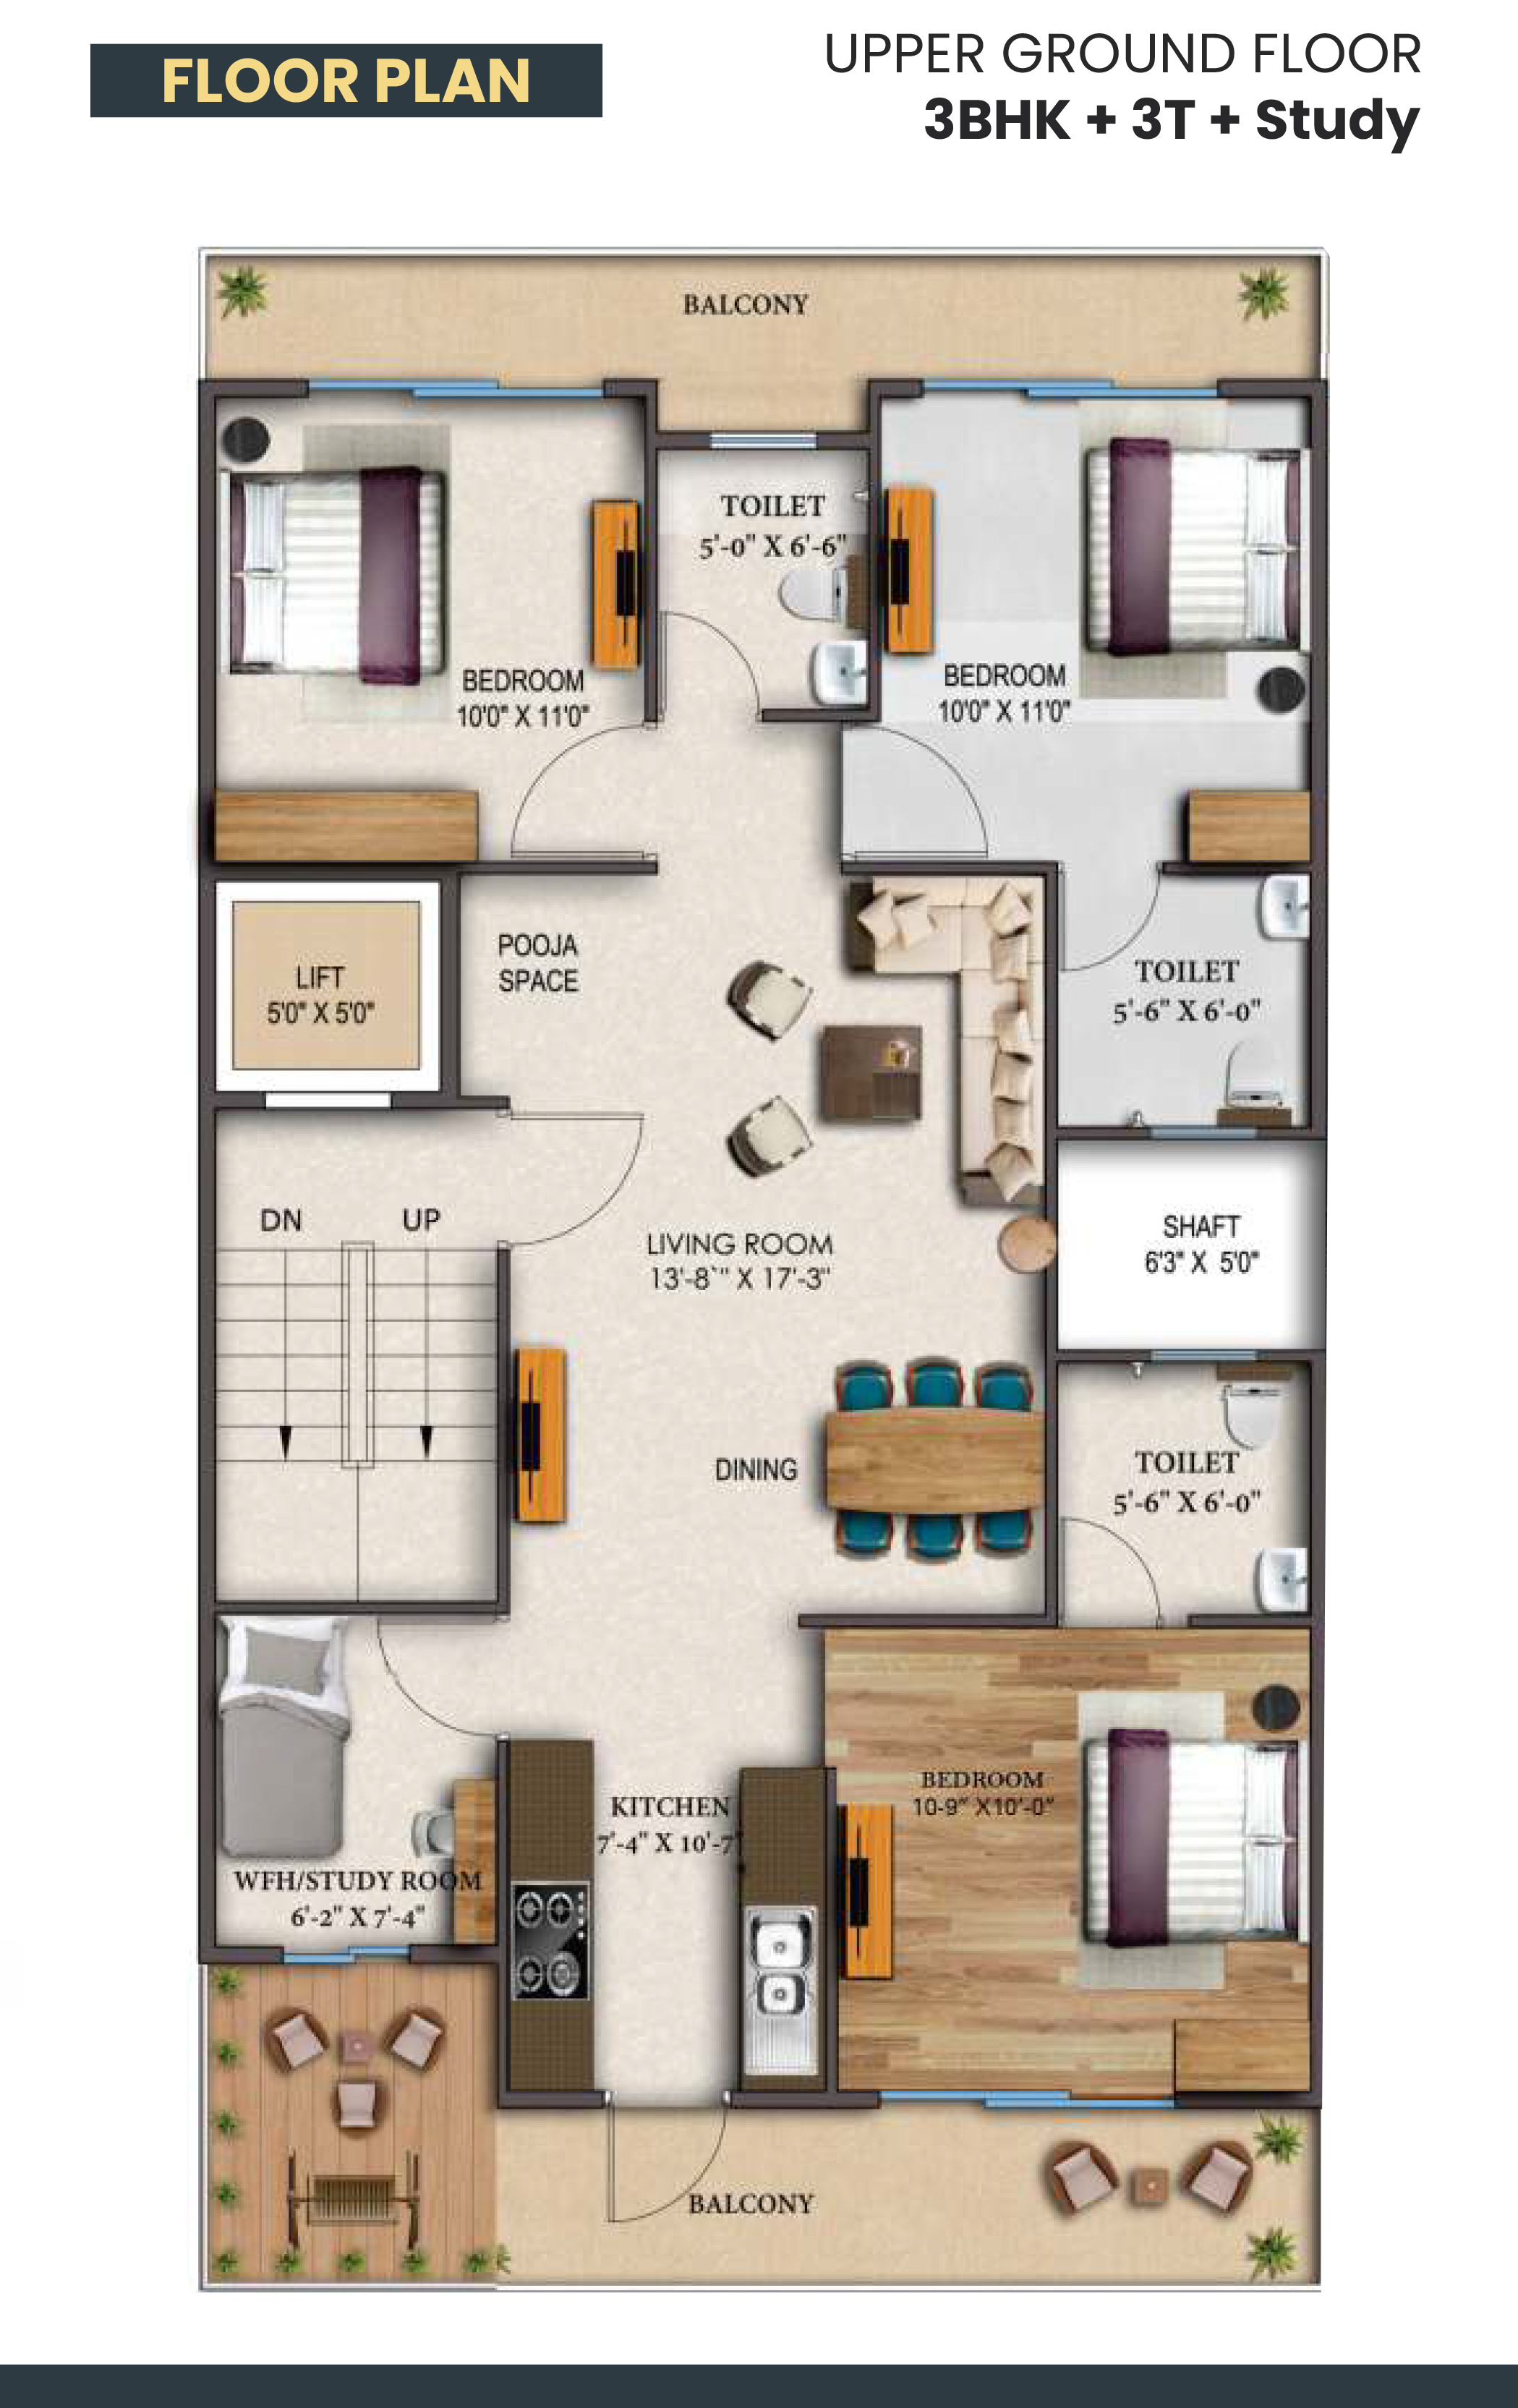 FLOOR PLAN
UPPER GROUND FLOOR
3BHK + 3T + Study
BALCONY
TOILET
5'-0" X 6'-6"
BEDROOM
10'0" X 11'0"
BEDROOM
10'0" X 11'0"
POOJA
SPACE
LIFT
5'0" X 5'0"
TOILET
5'-6" X 6'-0"
DN
UP
LIVING ROOM
13'-8`" X 17'-3"
SHAFT
6'3" X 5'0"
DINING
TOILET
5'-6" X 6'-0"
BEDROOM
10-9" X10'-0"
KITCHEN
7'-4" X 10'-7"
WFH/STUDY ROOM
6'-2" X 7'-4"
BALCONY